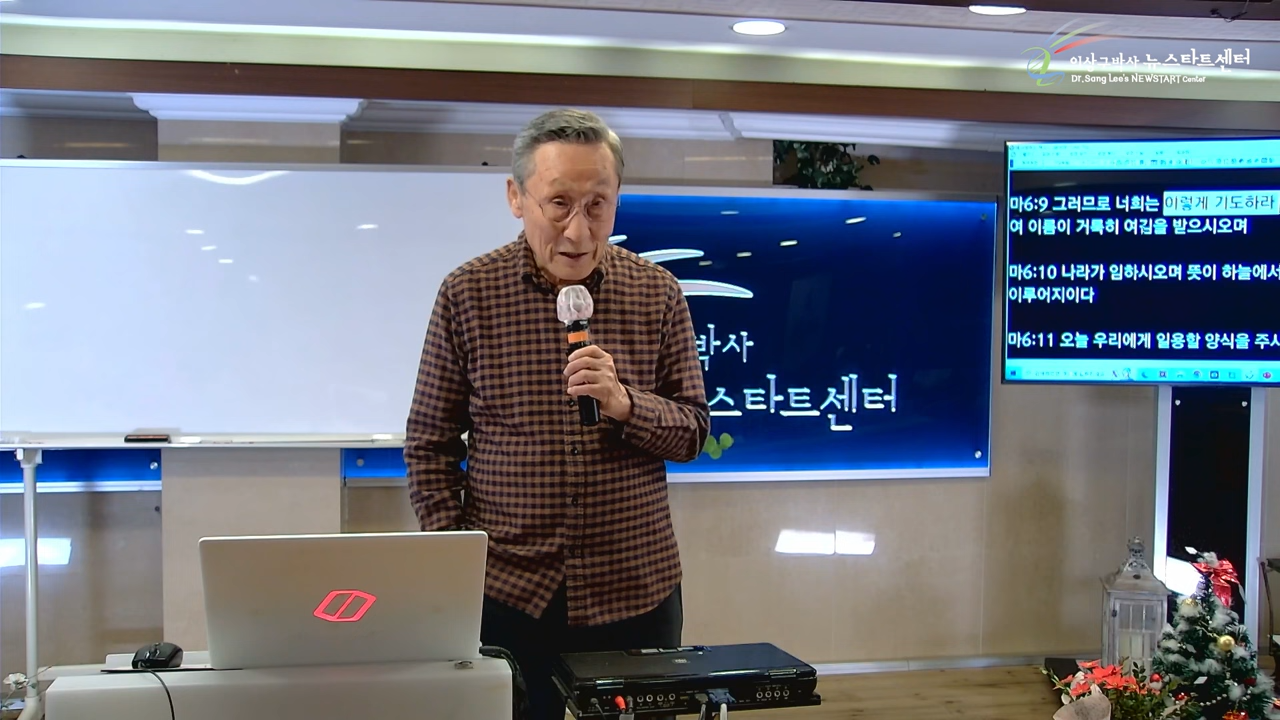 이상구박사 뉴스타트센터
Dr. Sang Lee's NEWSTART Center
마6:9 그러므로 너희는 이렇게 기도하라
여 이름이 거룩히 여김을 받으시오며
마6:10 나라가 임하시오며 뜻이 하늘에서
이루어지이다
마6:11 오늘 우리에게 일용할 양식을 주시
박사
스타트센터